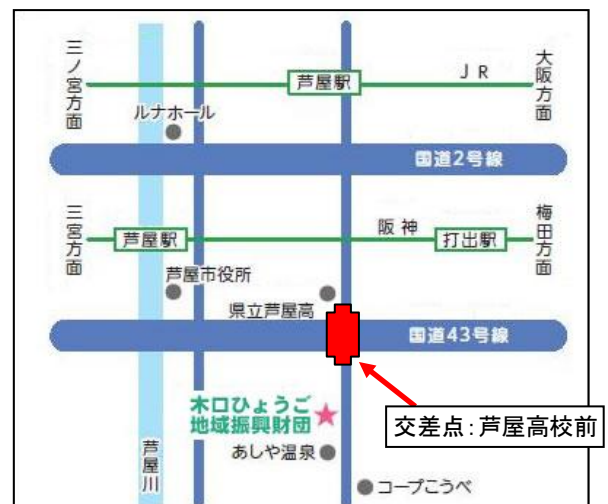 三ノ宮方面
芦屋駅
ＪＲ
大阪方面
ルナホール
国道2号線
三宮方面
芦屋駅
阪神
打出駅
梅田方面
芦屋市役所
県立芦屋高
国道43号線
木口ひょうご
地域振興財団
あしや温泉
交差点：芦屋高校前
芦屋川
コープこうべ